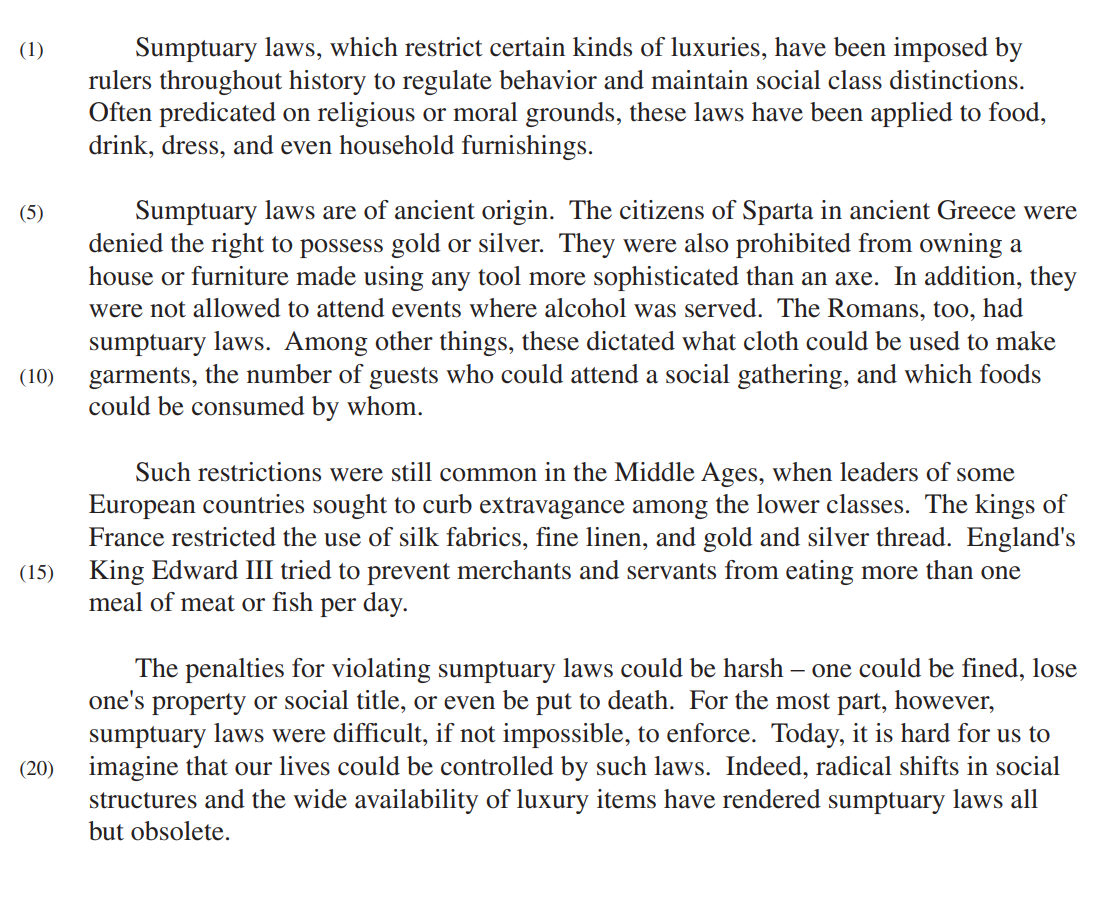 (1) Sumptuary laws, which restrict certain kinds of luxuries, have been imposed by
rulers throughout history to regulate behavior and maintain social class distinctions.
Often predicated on religious or moral grounds, these laws have been applied to food,
drink, dress, and even household furnishings.
(5) Sumptuary laws are of ancient origin. The citizens of Sparta in ancient Greece were
denied the right to possess gold or silver. They were also prohibited from owning a
house or furniture made using any tool more sophisticated than an axe. In addition, they
were not allowed to attend events where alcohol was served. The Romans, too, had
sumptuary laws. Among other things, these dictated what cloth could be used to make
(10) garments, the number of guests who could attend a social gathering, and which foods
could be consumed by whom.
Such restrictions were still common in the Middle Ages, when leaders of some
European countries sought to curb extravagance among the lower classes. The kings of
France restricted the use of silk fabrics, fine linen, and gold and silver thread. England's
(15) King Edward III tried to prevent merchants and servants from eating more than one
meal of meat or fish per day.
The penalties for violating sumptuary laws could be harsh – one could be fined, lose
one's property or social title, or even be put to death. For the most part, however,
sumptuary laws were difficult, if not impossible, to enforce. Today, it is hard for us to
(20) imagine that our lives could be controlled by such laws. Indeed, radical shifts in social
structures and the wide availability of luxury items have rendered sumptuary laws all
but obsolete.